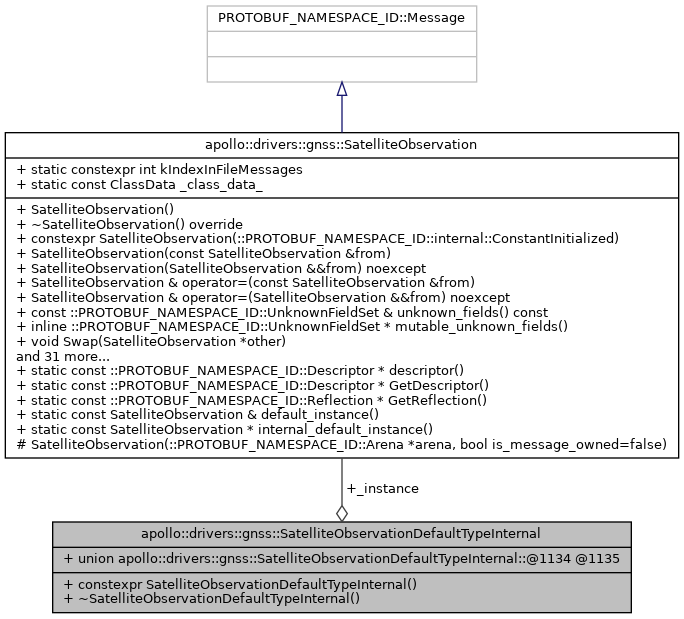 PROTOBUF_NAMESPACE_ID::Message
apollo::drivers::gnss::SatelliteObservation
+ static constexpr int kIndexInFileMessages
+ static const ClassData _class_data_
+ SatelliteObservation()
+ ~SatelliteObservation() override
+ constexpr SatelliteObservation(::PROTOBUF_NAMESPACE_ID::internal::ConstantInitialized)
+ SatelliteObservation(const SatelliteObservation &from)
+ SatelliteObservation(SatelliteObservation &&from) noexcept
+ SatelliteObservation & operator=(const SatelliteObservation &from)
+ SatelliteObservation & operator=(SatelliteObservation &&from) noexcept
+ const ::PROTOBUF_NAMESPACE_ID::UnknownFieldSet & unknown_fields() const
+ inline ::PROTOBUF_NAMESPACE_ID::UnknownFieldSet * mutable_unknown_fields()
+ void Swap(SatelliteObservation *other)
and 31 more...
+ static const ::PROTOBUF_NAMESPACE_ID::Descriptor * descriptor()
+ static const ::PROTOBUF_NAMESPACE_ID::Descriptor * GetDescriptor()
+ static const ::PROTOBUF_NAMESPACE_ID::Reflection * GetReflection()
+ static const SatelliteObservation & default_instance()
+ static const SatelliteObservation * internal_default_instance()
# SatelliteObservation(::PROTOBUF_NAMESPACE_ID::Arena *arena, bool is_message_owned=false)
+_instance
apollo::drivers::gnss::SatelliteObservationDefaultTypeInternal
+ union apollo::drivers::gnss::SatelliteObservationDefaultTypeInternal::@1134 @1135
+ constexpr SatelliteObservationDefaultTypeInternal()
+ ~SatelliteObservationDefaultTypeInternal()